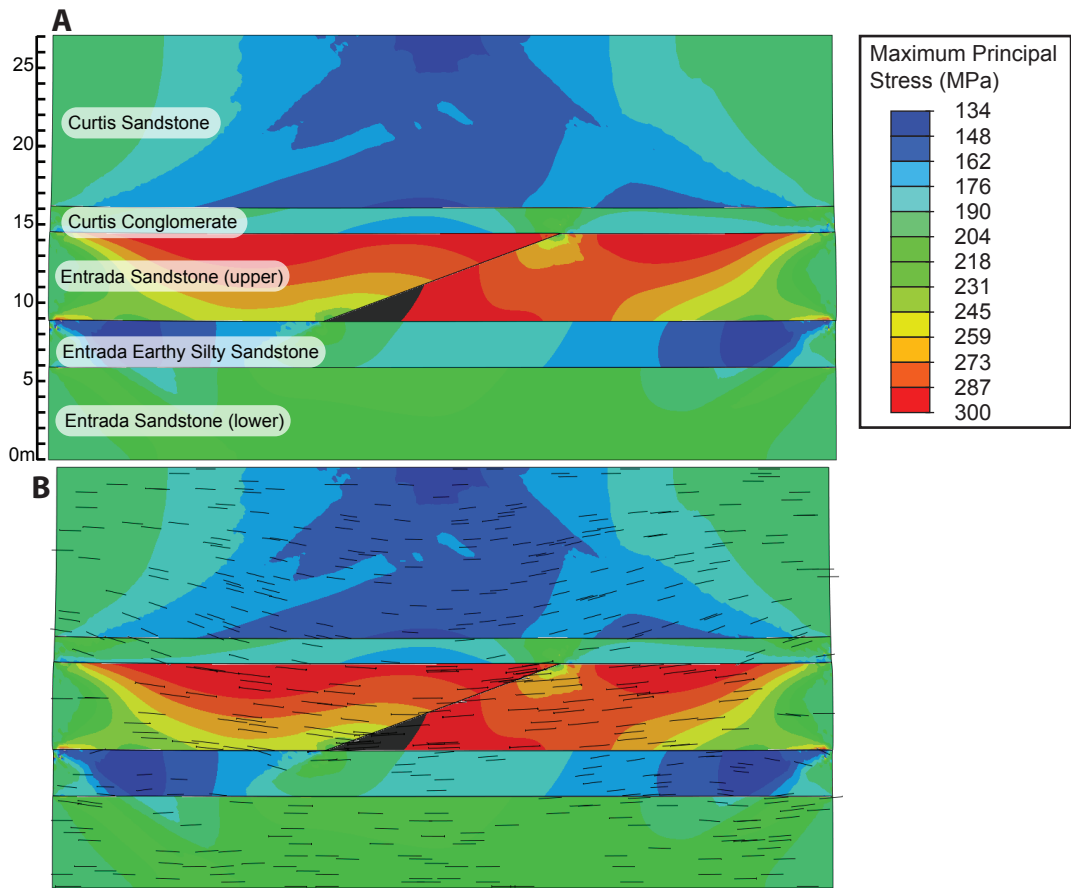 A
25
20
15
10
5
0m
Curtis Sandstone
Curtis Conglomerate
Entrada Sandstone (upper)
Entrada Earthy Silty Sandstone
Entrada Sandstone (lower)
Maximum Principal
Stress (MPa)
134
148
162
176
190
204
218
231
245
259
273
287
300
B